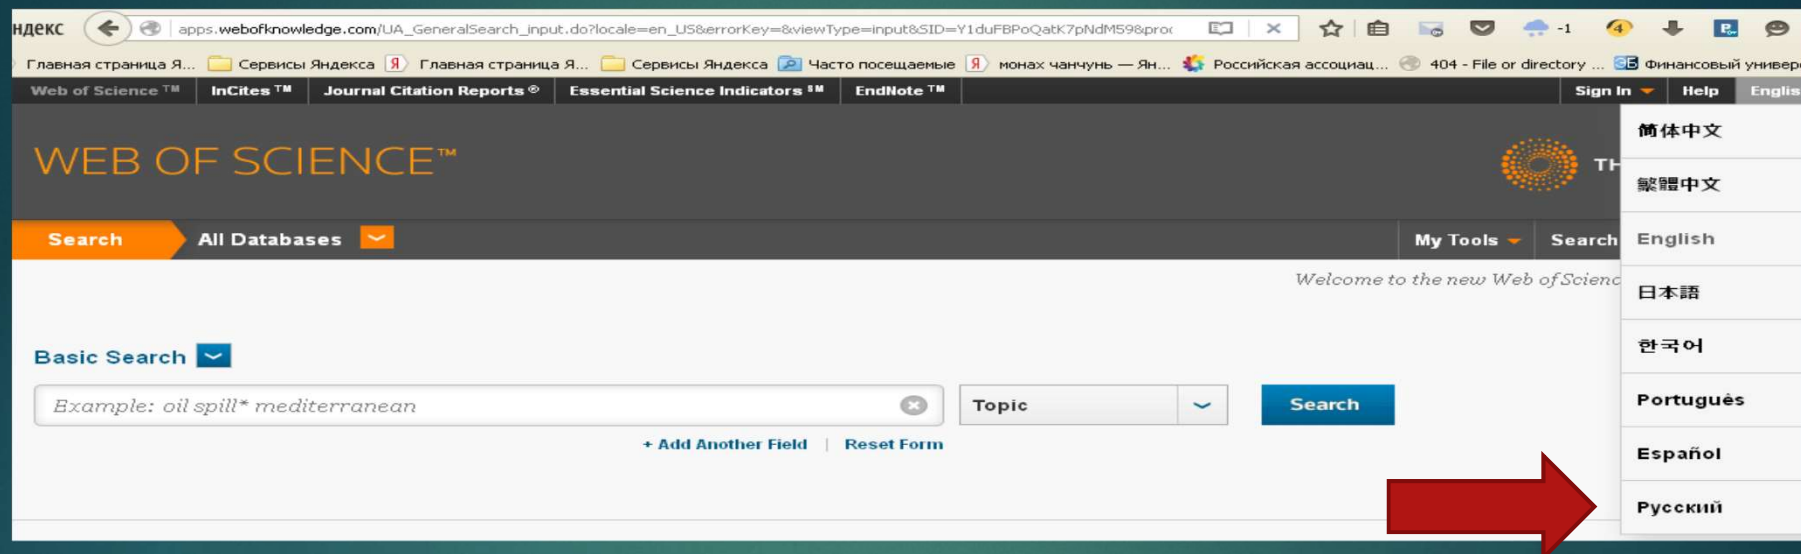 ндекс apps.webofknowledge.com/UA_GeneralSearch_input.do?locale=en_US&errorKey=&viewType=input&SID=Y1duFBPoQatK7pNdM59&proc -1 4
Главная страница Я... Сервисы Яндекса Я Главная страница Я... Сервисы Яндекса Часто посещаемые Я монах чанчунь — Ян... Российская ассоциац... 404 - File or directory ... ЭБ Финансовый универ
Web of Science ™ InCites ™ Journal Citation Reports ® Essential Science Indicators ℠ EndNote ™ Sign In Help Englis
简体中文
WEB OF SCIENCE™ TH
繁體中文
Search All Databases My Tools Search English
Welcome to the new Web of Scienc
日本語
한국어
Basic Search
Example: oil spill* mediterranean Topic Search Português
+ Add Another Field | Reset Form
Español
Русский